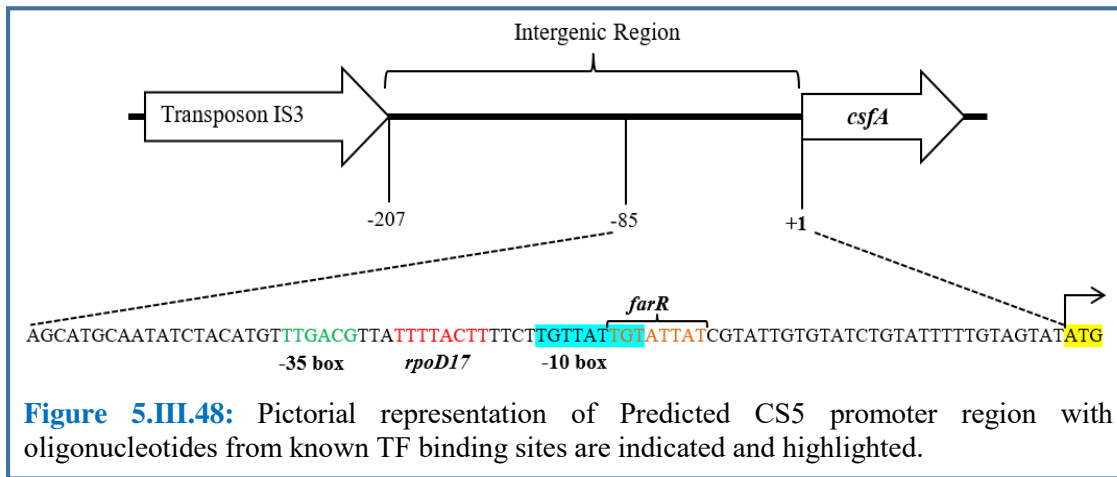 Intergenic Region
Transposon IS3
csfA
-207
-85
+1
farR
AGCATGCAATATCTACATGTTTGACGTTATTTTACTTTTCTTGTTATTGTATTATCGTATTGTGTATCTGTATTTTTGTAGTATATG
-35 box
rpoD17
-10 box
Figure 5.III.48: Pictorial representation of Predicted CS5 promoter region with
oligonucleotides from known TF binding sites are indicated and highlighted.